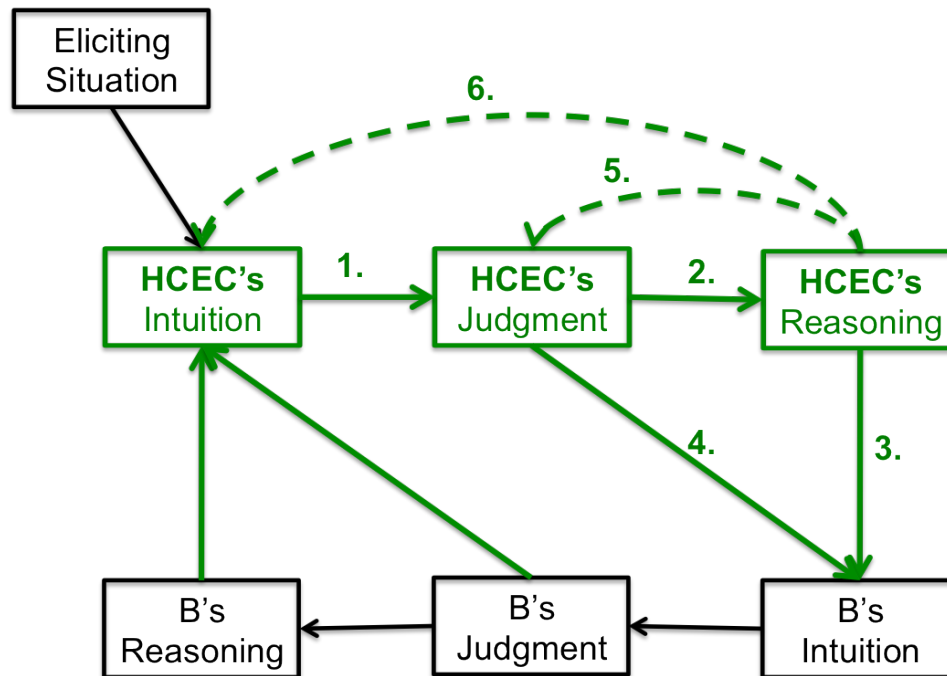 Eliciting
Situation
6.
5.
HCEC’s
Intuition
1.
HCEC’s
Judgment
2.
HCEC’s
Reasoning
4.
3.
B’s
Reasoning
B’s
Judgment
B’s
Intuition